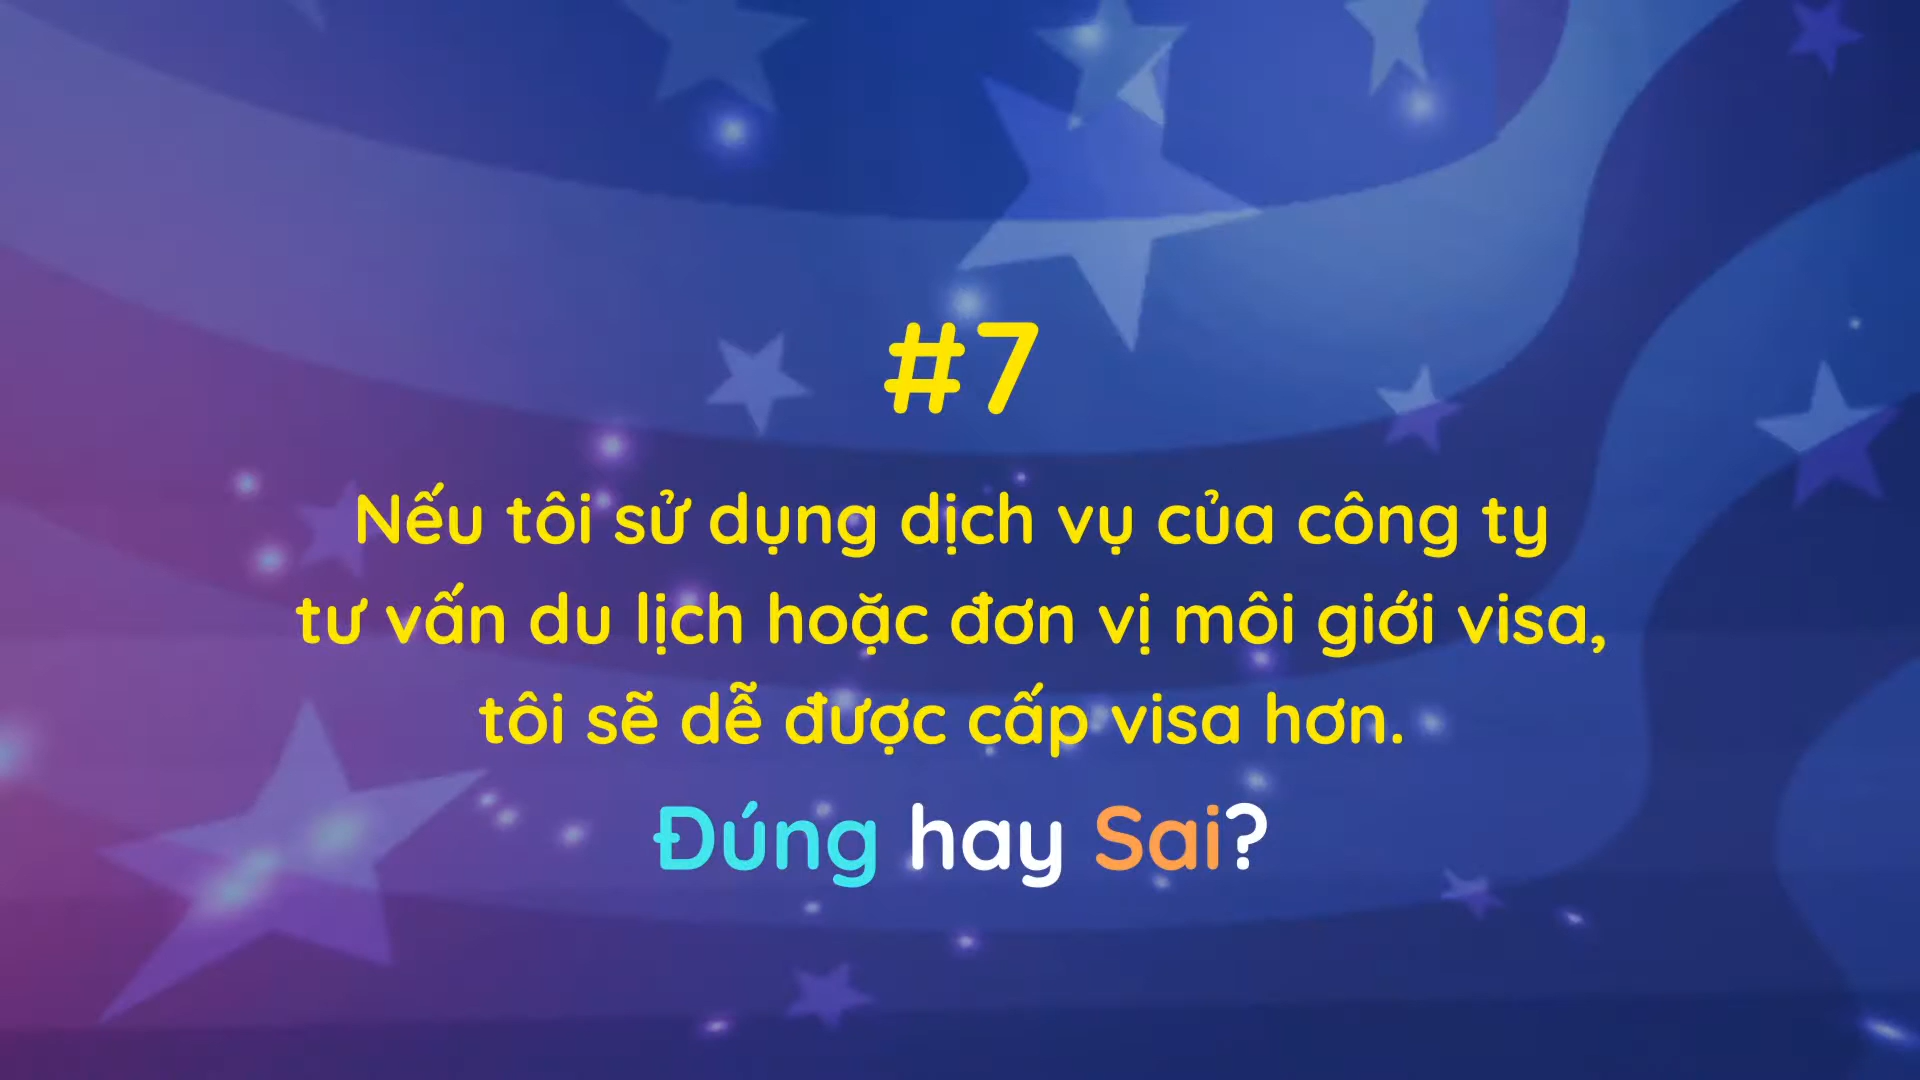 #7
Nếu tôi sử dụng dịch vụ của công ty
tư vấn du lịch hoặc đơn vị môi giới visa,
tôi sẽ dễ được cấp visa hơn.
Đúng hay Sai?